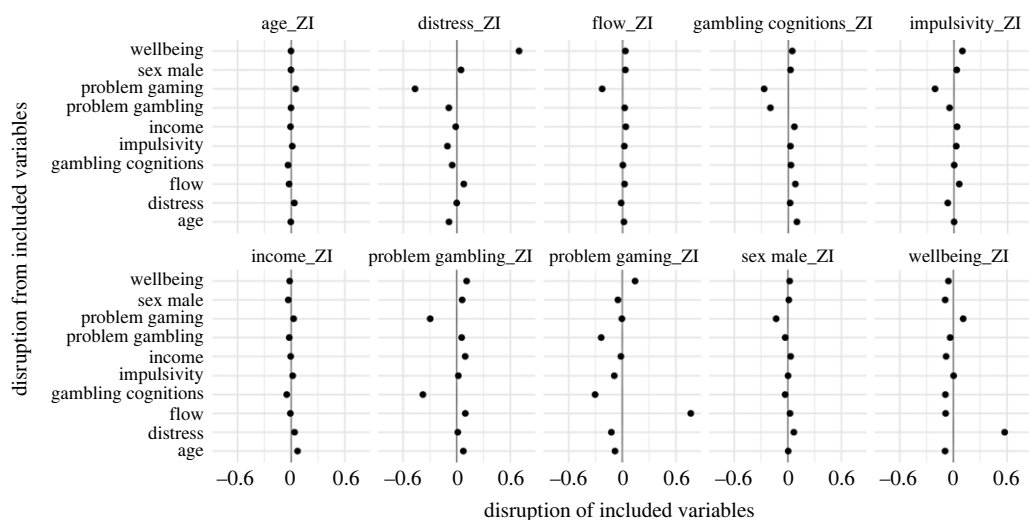 age_ZI distress_ZI flow_ZI gambling cognitions_ZI impulsivity_ZI
wellbeing
sex male
problem gaming
problem gambling
income
impulsivity
gambling cognitions
flow
distress
age
income_ZI problem gambling_ZI problem gaming_ZI sex male_ZI wellbeing_ZI
wellbeing
sex male
problem gaming
problem gambling
income
impulsivity
gambling cognitions
flow
distress
age
−0.6 0 0.6 −0.6 0 0.6 −0.6 0 0.6 −0.6 0 0.6 −0.6 0 0.6
disruption of included variables
disruption from included variables